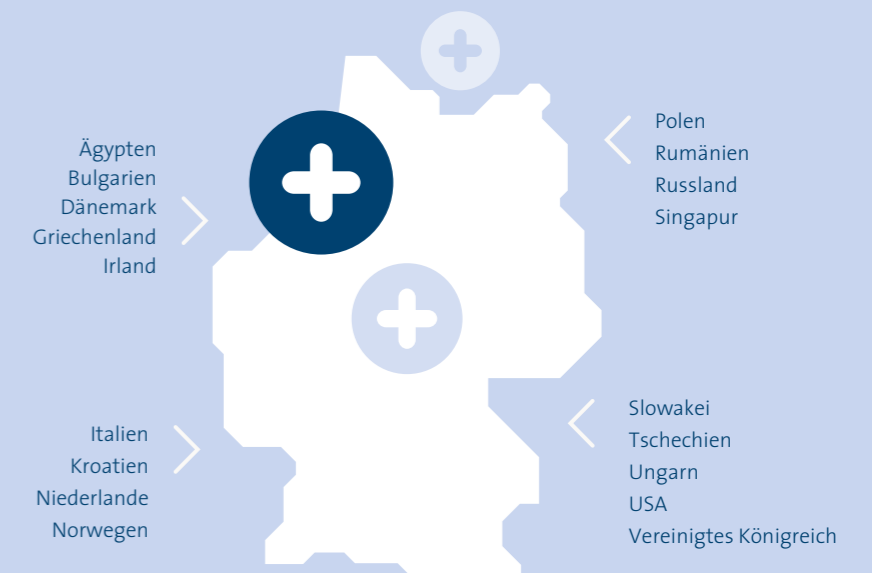 Ägypten
Bulgarien
Dänemark
Griechenland
Irland
Italien
Kroatien
Niederlande
Norwegen
Polen
Rumänien
Russland
Singapur
Slowakei
Tschechien
Ungarn
USA
Vereinigtes Königreich